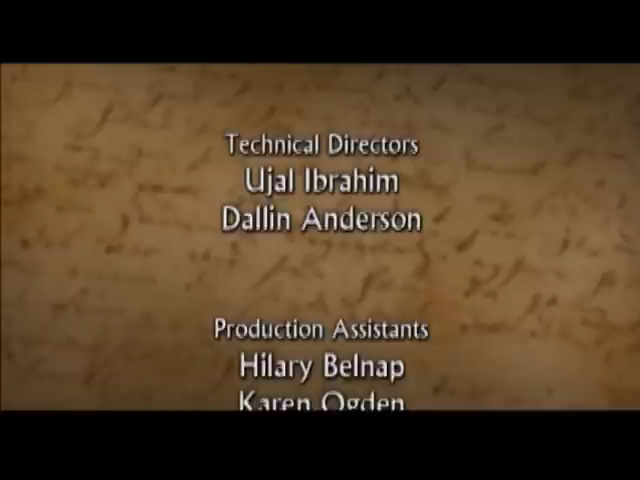 Technical Directors
Ujal Ibrahim
Dallin Anderson
Production Assistants
Hilary Belnap
Karen Ogden